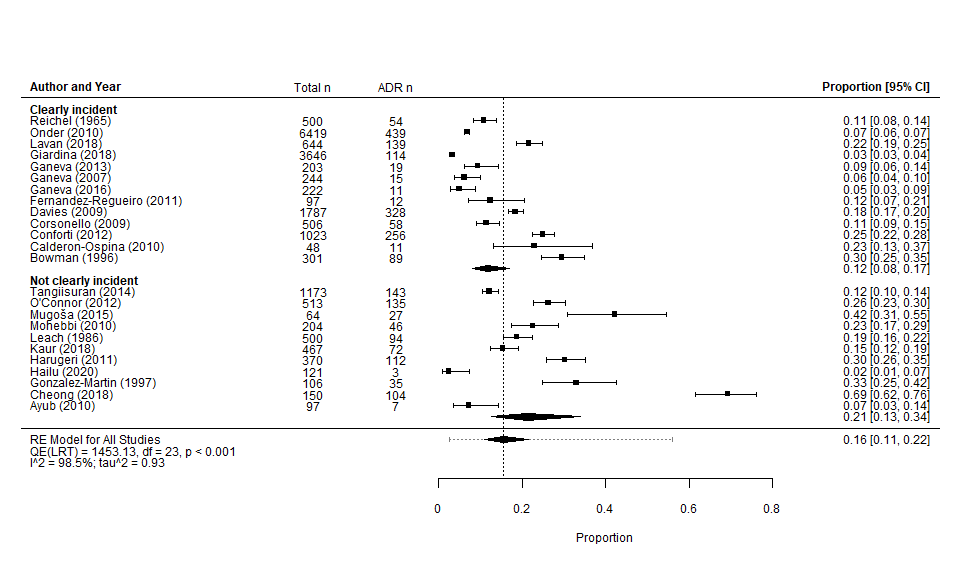 Author and Year Total n ADR n Proportion [95% CI]
Clearly incident
Reichel (1965) 500 54 0.11 [0.08, 0.14]
Onder (2010) 6419 439 0.07 [0.06, 0.07]
Lavan (2018) 644 139 0.22 [0.19, 0.25]
Giardina (2018) 3646 114 0.03 [0.03, 0.04]
Ganeva (2013) 203 19 0.09 [0.06, 0.14]
Ganeva (2007) 244 15 0.06 [0.04, 0.10]
Ganeva (2016) 222 11 0.05 [0.03, 0.09]
Fernandez-Regueiro (2011) 97 12 0.12 [0.07, 0.21]
Davies (2009) 1787 328 0.18 [0.17, 0.20]
Corsonello (2009) 506 58 0.11 [0.09, 0.15]
Conforti (2012) 1023 256 0.25 [0.22, 0.28]
Calderon-Ospina (2010) 48 11 0.23 [0.13, 0.37]
Bowman (1996) 301 89 0.30 [0.25, 0.35]
0.12 [0.08, 0.17]
Not clearly incident
Tangiisuran (2014) 1173 143 0.12 [0.10, 0.14]
O'Connor (2012) 513 135 0.26 [0.23, 0.30]
Mugoša (2015) 64 27 0.42 [0.31, 0.55]
Mohebbi (2010) 204 46 0.23 [0.17, 0.29]
Leach (1986) 500 94 0.19 [0.16, 0.22]
Kaur (2018) 467 72 0.15 [0.12, 0.19]
Harugeri (2011) 370 112 0.30 [0.26, 0.35]
Hailu (2020) 121 3 0.02 [0.01, 0.07]
Gonzalez-Martin (1997) 106 35 0.33 [0.25, 0.42]
Cheong (2018) 150 104 0.69 [0.62, 0.76]
Ayub (2010) 97 7 0.07 [0.03, 0.14]
0.21 [0.13, 0.34]
RE Model for All Studies 0.16 [0.11, 0.22]
QE(LRT) = 1453.13, df = 23, p < 0.001
I^2 = 98.5%; tau^2 = 0.93
0 0.2 0.4 0.6 0.8
Proportion